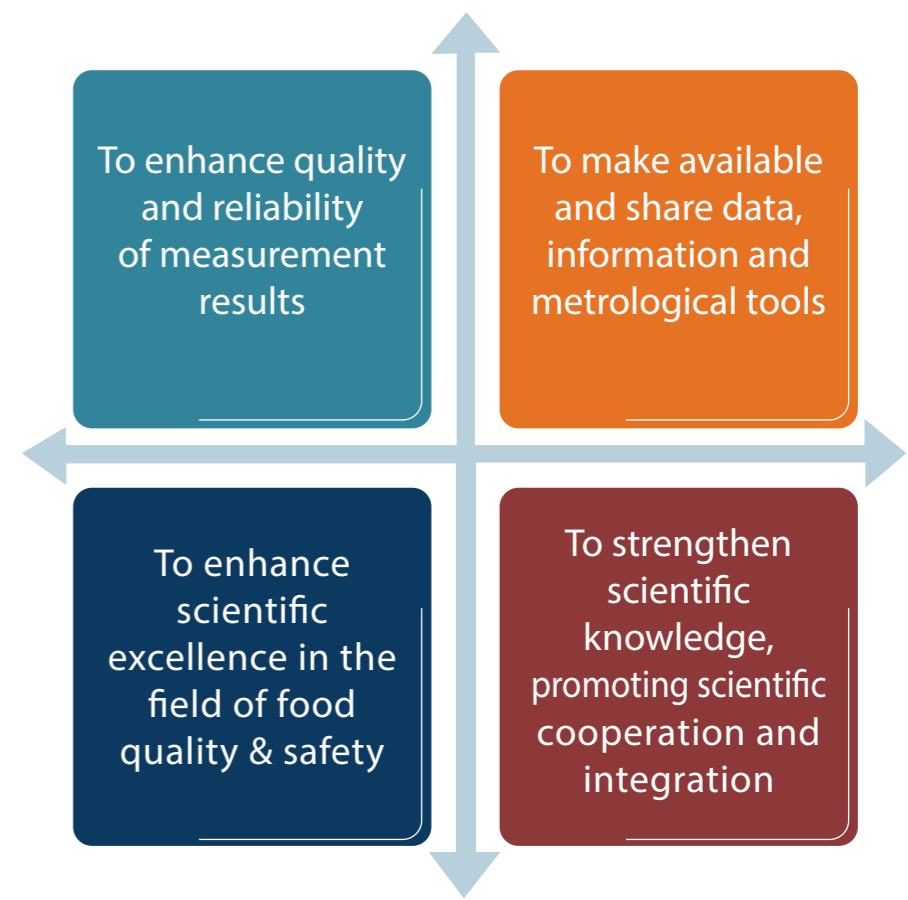 To enhance quality
and reliability
of measurement
results
To make available
and share data,
information and
metrological tools
To enhance
scientific
excellence in the
field of food
quality & safety
To strengthen
scientific
knowledge,
promoting scientific
cooperation and
integration